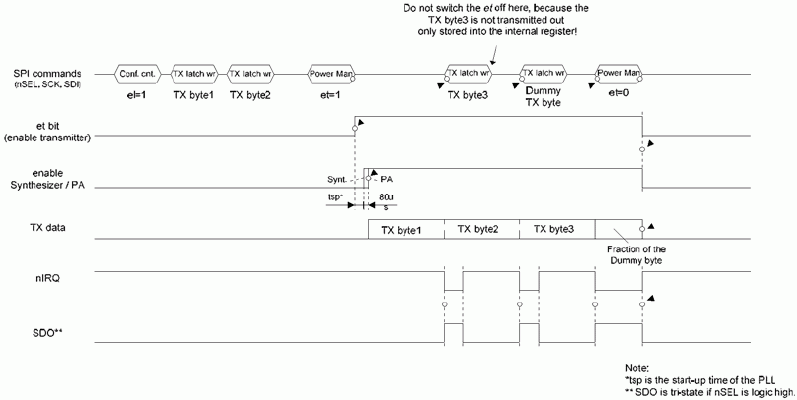 Do not switch the et off here, because the
TX byte3 is not transmitted out
only stored into the internal register!
SPI commands
(nSEL, SCK, SDI)
Conf. cnt. TX latch wr TX latch wr Power Man TX latch wr TX latch wr Power Man
el=1 TX byte1 TX byte2 et=1 TX byte3 Dummy et=0
TX byte
et bit
(enable transmitter)
enable
Synthesizer / PA
Synt. PA
tsp* 80u
s
TX data
TX byte1 TX byte2 TX byte3
Fraction of the
Dummy byte
nIRQ
SDO**
Note:
*tsp is the start-up time of the PLL
** SDO is tri-state if nSEL is logic high.